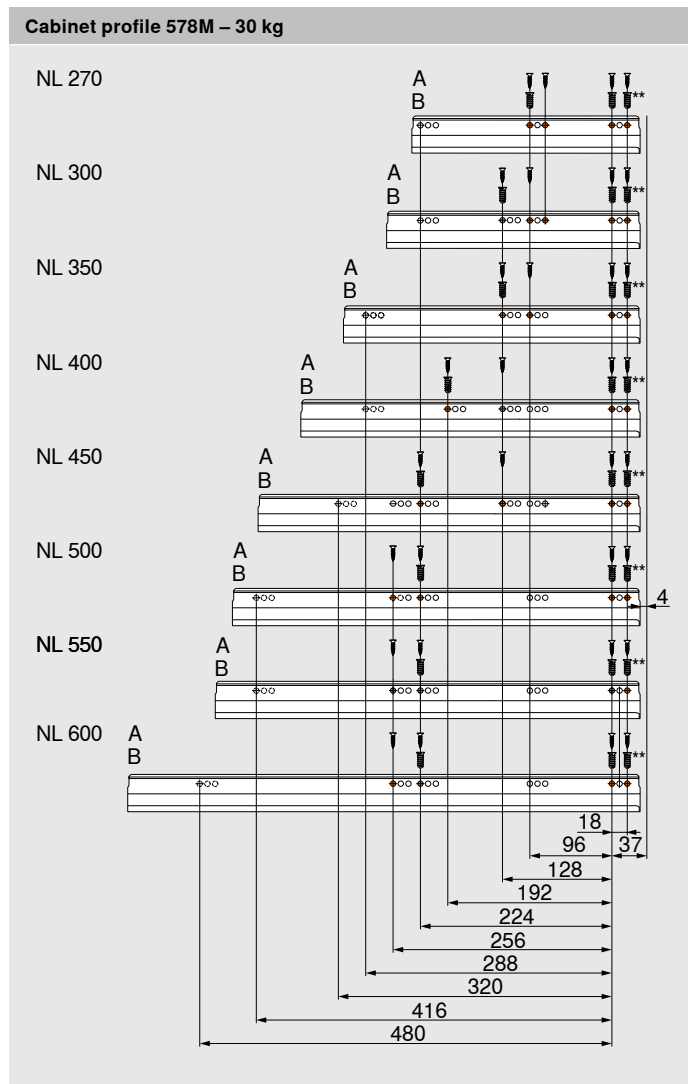 Cabinet profile 578M – 30 kg
NL 270
A
B
**
NL 300
A
B
**
NL 350
A
B
**
NL 400
A
B
**
NL 450
A
B
**
NL 500
A
B
**
4
NL 550
A
B
**
NL 600
A
B
**
18
96
37
128
192
224
256
288
320
416
480